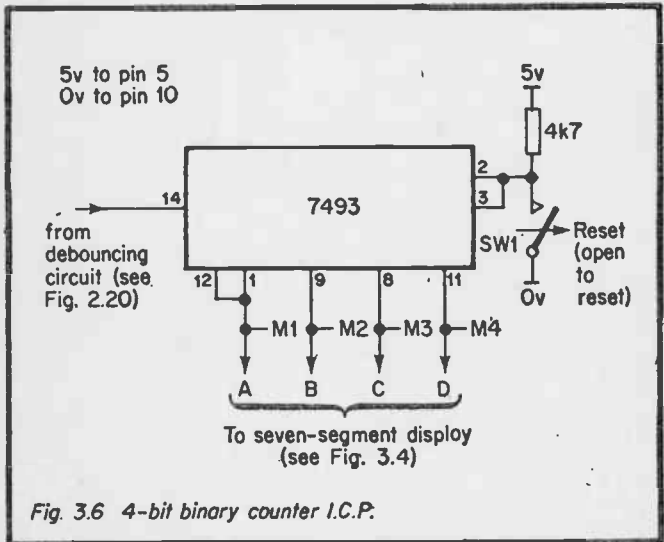 5v to pin 5
0v to pin 10
5v
4k7
14
7493
2
3
from
debouncing
circuit (see
Fig. 2.20)
SW1
Reset
(open
to
reset)
0v
12
1
9
8
11
M1
M2
M3
M4
A
B
C
D
To seven-segment display
(see Fig. 3.4)
Fig. 3.6 4-bit binary counter I.C.P.